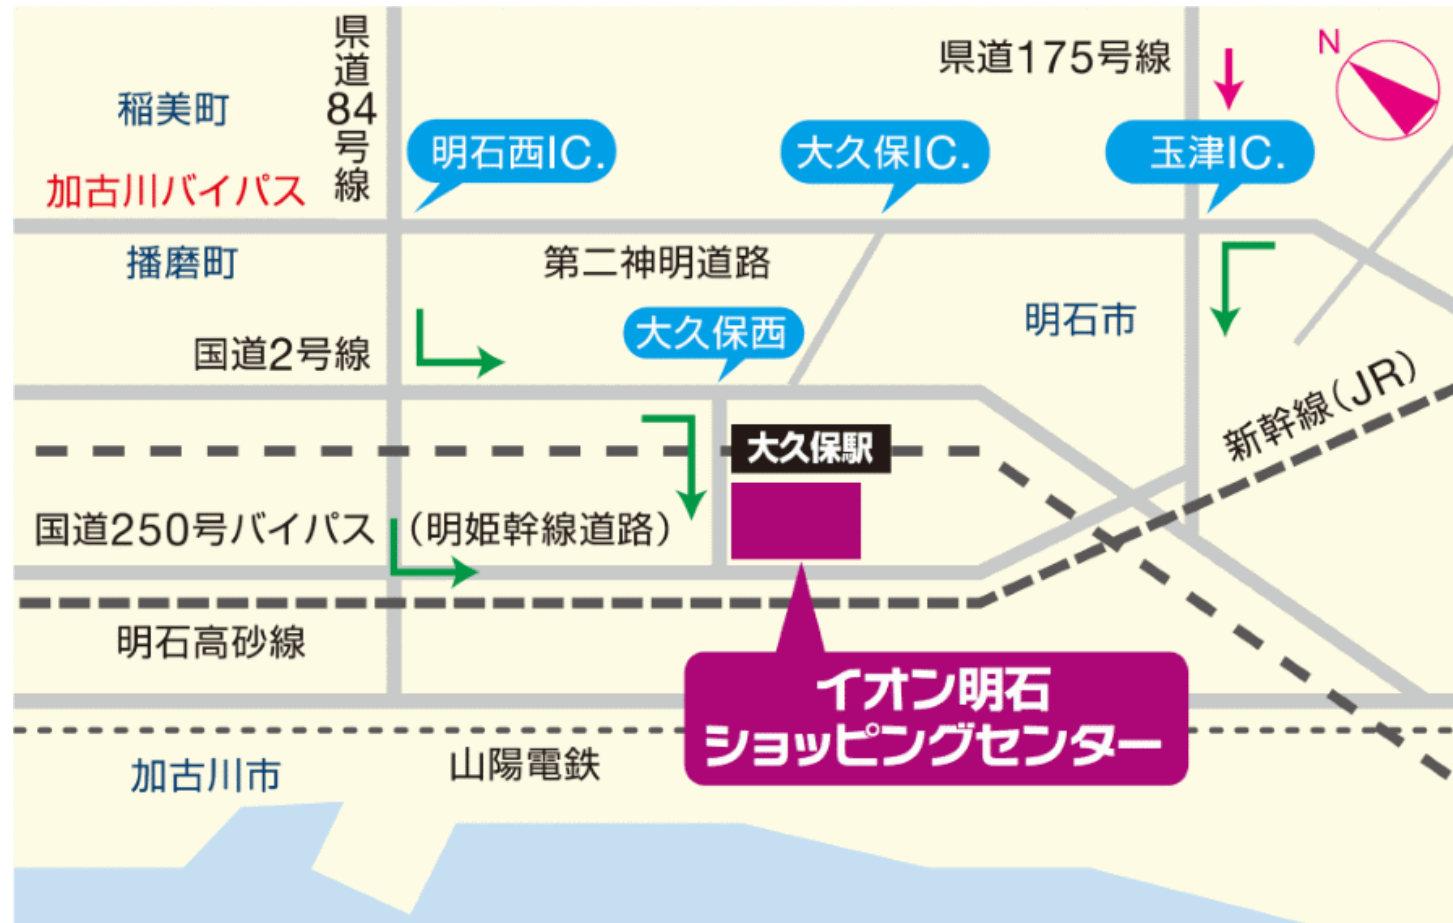 県道84号線
県道175号線
N
稲美町
明石西IC.
大久保IC.
玉津IC.
加古川バイパス
播磨町
第二神明道路
明石市
大久保西
国道2号線
新幹線(JR)
大久保駅
国道250号バイパス
(明姫幹線道路)
明石高砂線
イオン明石
ショッピングセンター
山陽電鉄
加古川市